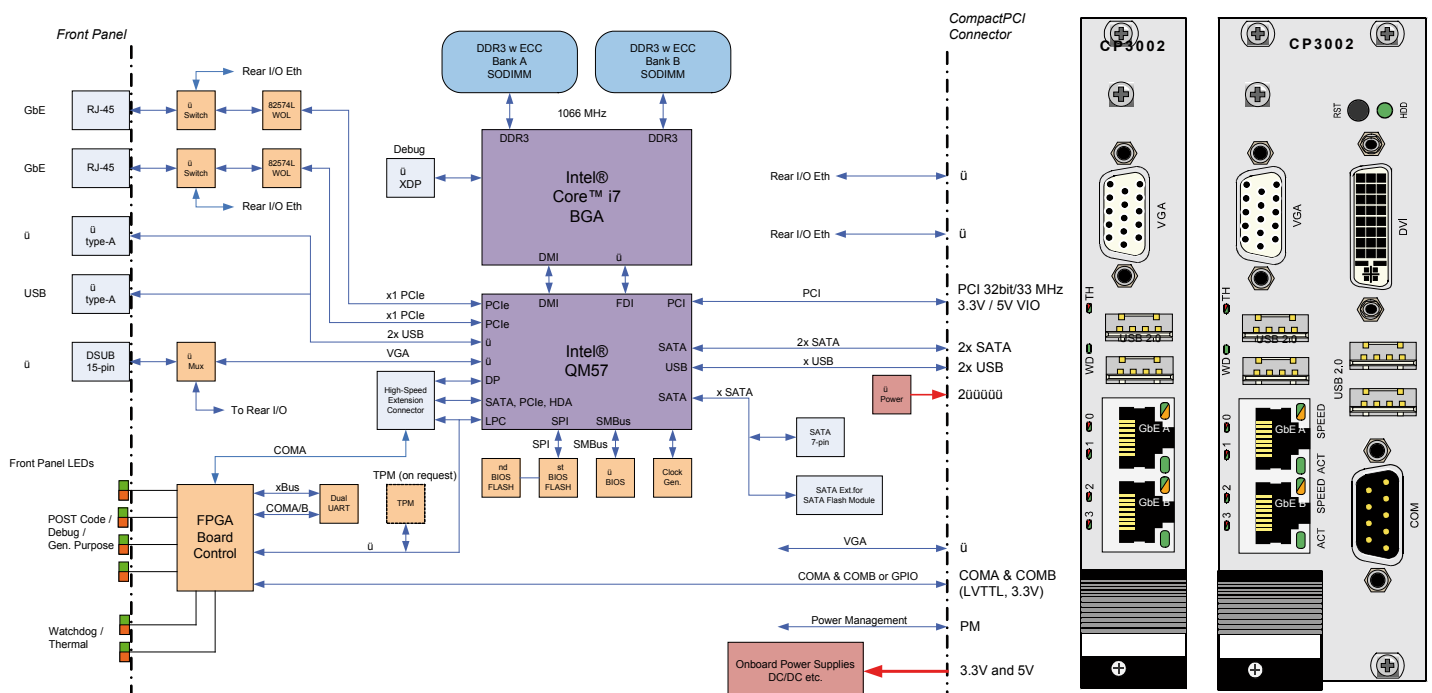 Front Panel
CompactPCI
Connector
DDR3 w ECC
Bank A
SODIMM
DDR3 w ECC
Bank B
SODIMM
Rear I/O Eth
GbE
RJ-45
ü
Switch
82574L
WOL
1066 MHz
DDR3
DDR3
GbE
RJ-45
ü
Switch
82574L
WOL
Rear I/O Eth
Debug
ü
XDP
Intel®
Core™ i7
BGA
DMI
ü
Rear I/O Eth
ü
Rear I/O Eth
ü
ü
ü
type-A
USB
ü
type-A
x1 PCIe
x1 PCIe
2x USB
VGA
ü
DSUB
15-pin
ü
Mux
To Rear I/O
High-Speed
Extension
Connector
PCIe
PCIe
ü
ü
DP
SATA, PCIe, HDA
LPC
DMI
FDI
PCI
Intel®
QM57
SATA
USB
SATA
SPI
SMBus
PCI
PCI 32bit/33 MHz
3.3V / 5V VIO
2x SATA
2x SATA
x USB
2x USB
x SATA
ü
Power
2üüüüü
SATA
7-pin
SATA Ext.for
SATA Flash Module
SPI
SMBus
nd
BIOS
FLASH
st
BIOS
FLASH
ü
BIOS
Clock
Gen.
COMA
Front Panel LEDs
POST Code /
Debug /
Gen. Purpose
Watchdog /
Thermal
FPGA
Board
Control
xBus
COMA/B
Dual
UART
TPM (on request)
TPM
ü
VGA
ü
COMA & COMB or GPIO
COMA & COMB
(LVTTL, 3.3V)
Power Management
PM
Onboard Power Supplies
DC/DC etc.
3.3V and 5V
CP3002
VGA
TH
USB 2.0
WD
0
1
2
3
GbE A
GbE B
CP3002
RST
HDD
VGA
DVI
TH
USB 2.0
WD
USB 2.0
0
1
2
3
GbE A
GbE B
SPEED
ACT
SPEED
ACT
COM